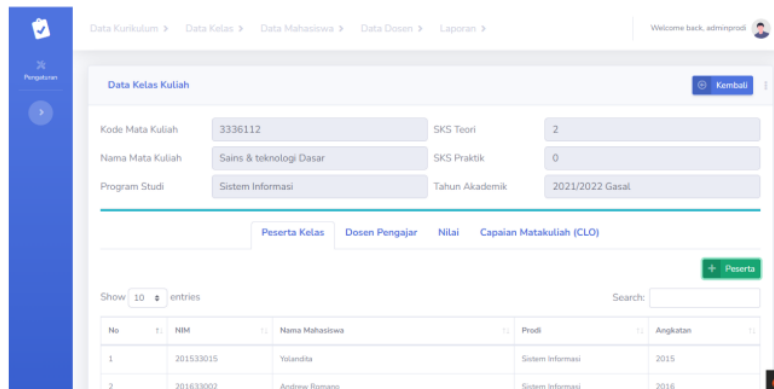 Data Kurikulum > Data Kelas > Data Mahasiswa > Data Dosen > Laporan > Welcome back, adminprodi
Pengaturan
Data Kelas Kuliah Kembali
Kode Mata Kuliah 3336112 SKS Teori 2
Nama Mata Kuliah Sains & teknologi Dasar SKS Praktik 0
Program Studi Sistem Informasi Tahun Akademik 2021/2022 Gasal
Peserta Kelas Dosen Pengajar Nilai Capaian Matakuliah (CLO)
+ Peserta
Show 10 entries Search:
No NIM Nama Mahasiswa Prodi Angkatan
1 201533015 Yolandita Sistem Informasi 2015
2 201633002 Andrew Romano Sistem Informasi 2016